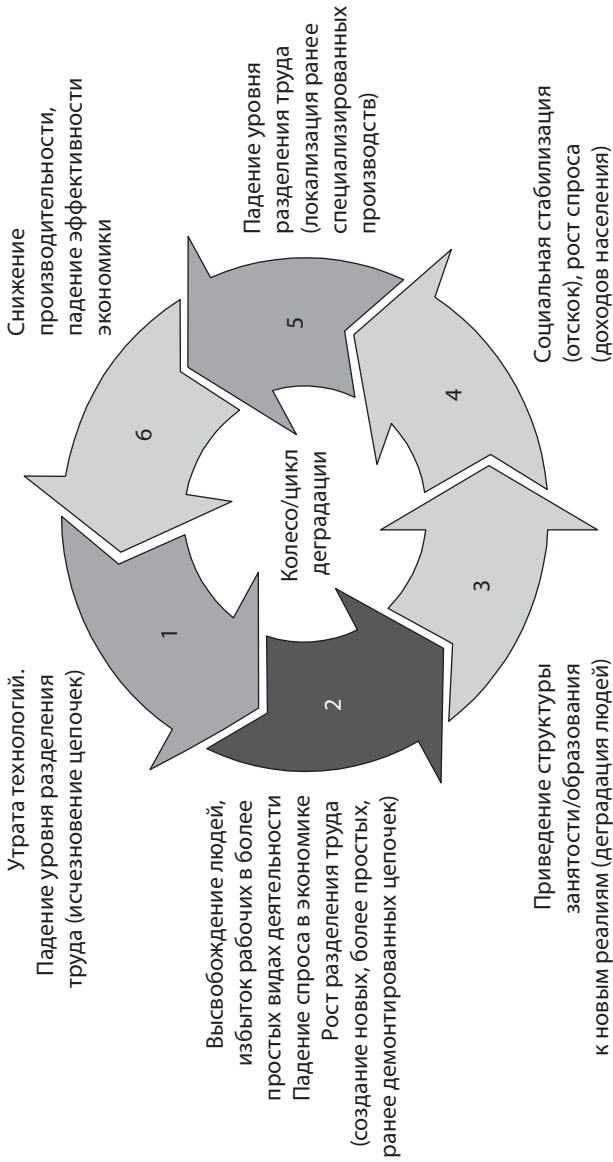 Утрата технологий.
Падение уровня разделения
труда (исчезновение цепочек)
1
Высвобождение людей,
избыток рабочих в более
простых видах деятельности
Падение спроса в экономике
Рост разделения труда
(создание новых, более простых,
ранее демонтированных цепочек)
2
Приведение структуры
занятости/образования
к новым реалиям (деградация людей)
3
Социальная стабилизация
(отскок), рост спроса
(доходов населения)
4
Падение уровня
разделения труда
(локализация ранее
специализированных
производств)
5
Снижение
производительности,
падение эффективности
экономики
6
Колесо/цикл
деградации